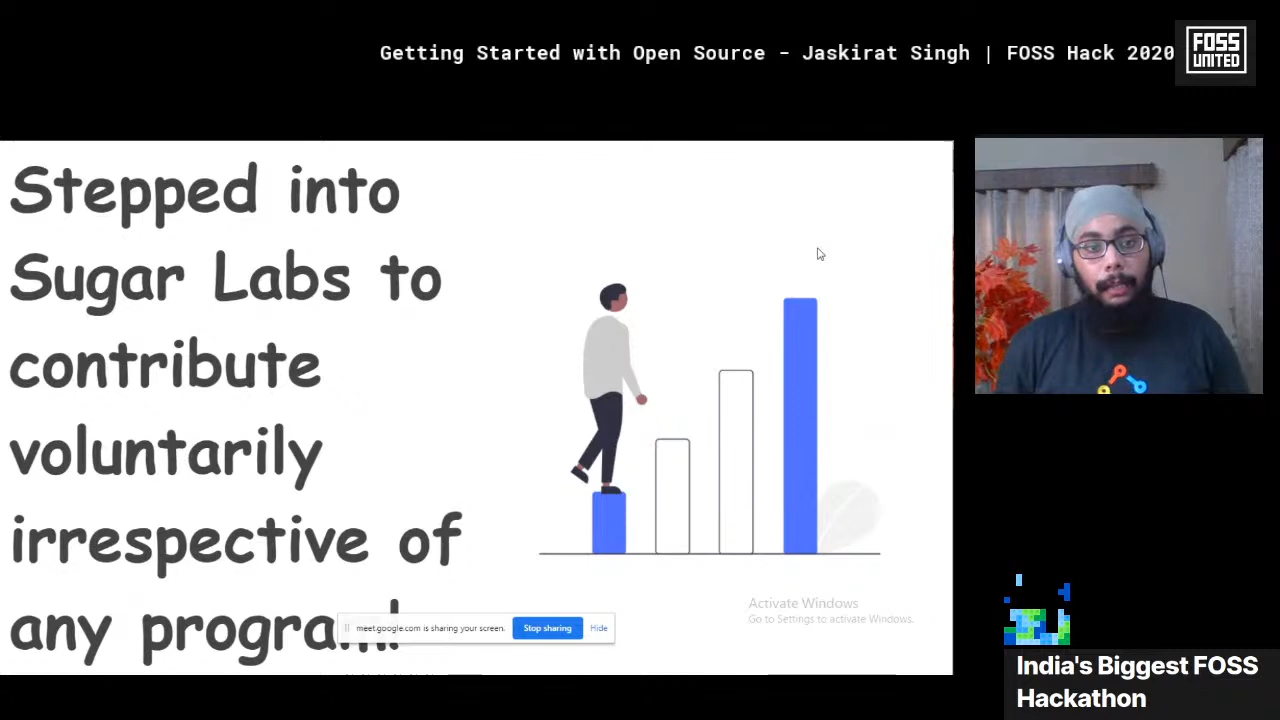 Getting Started with Open Source - Jaskirat Singh | FOSS Hack 2020
FOSS
UNITED
Stepped into
Sugar Labs to
contribute
voluntarily
irrespective of
any program!
meet.google.com is sharing your screen.
Stop sharing
Hide
Activate Windows
Go to Settings to activate Windows.
India's Biggest FOSS
Hackathon